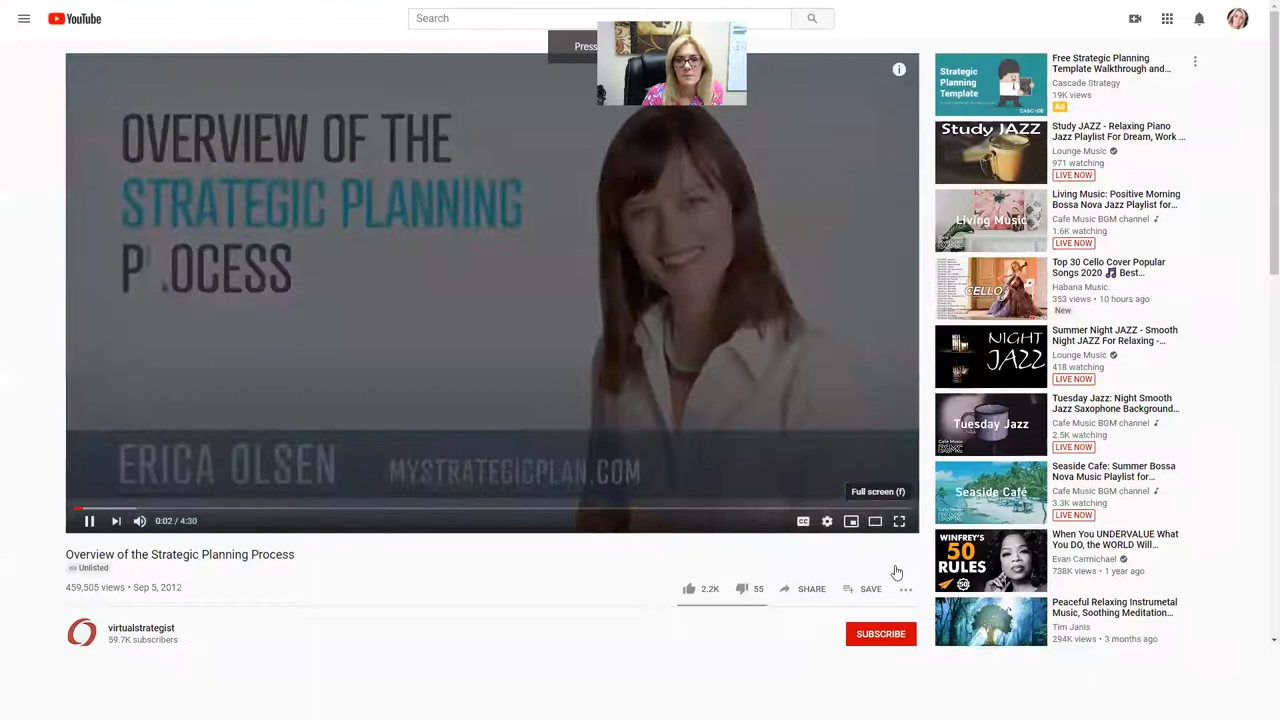 YouTube
Search
Press
OVERVIEW OF THE
STRATEGIC PLANNING
P OCESS
ERICA OLSEN
MYSTRATEGICPLAN.COM
Full screen (f)
0:02 / 4:30
Overview of the Strategic Planning Process
Unlisted
459,505 views • Sep 5, 2012
2.2K
55
SHARE
SAVE
virtualstrategist
59.7K subscribers
SUBSCRIBE
Strategic
Planning
Template
CASCADE
Free Strategic Planning
Template Walkthrough and...
Cascade Strategy
19K views
Ad
Study JAZZ
Study JAZZ - Relaxing Piano
Jazz Playlist For Dream, Work ...
Lounge Music
971 watching
LIVE NOW
Living Music
Living Music: Positive Morning
Bossa Nova Jazz Playlist for...
Cafe Music BGM channel
1.6K watching
LIVE NOW
CELLO
Top 30 Cello Cover Popular
Songs 2020 🎵 Best...
Habana Music.
353 views • 10 hours ago
New
NIGHT
JAZZ
Summer Night JAZZ - Smooth
Night JAZZ For Relaxing -...
Lounge Music
418 watching
LIVE NOW
Tuesday Jazz
Tuesday Jazz: Night Smooth
Jazz Saxophone Background...
Cafe Music BGM channel
2.5K watching
LIVE NOW
Seaside Cafe
Seaside Cafe: Summer Bossa
Nova Music Playlist for...
Cafe Music BGM channel
3.3K watching
LIVE NOW
WINFREY'S
50
RULES
When You UNDERVALUE What
You DO, the WORLD Will...
Evan Carmichael
738K views • 1 year ago
Peaceful Relaxing Instrumetal
Music, Soothing Meditation...
Tim Janis
294K views • 3 months ago